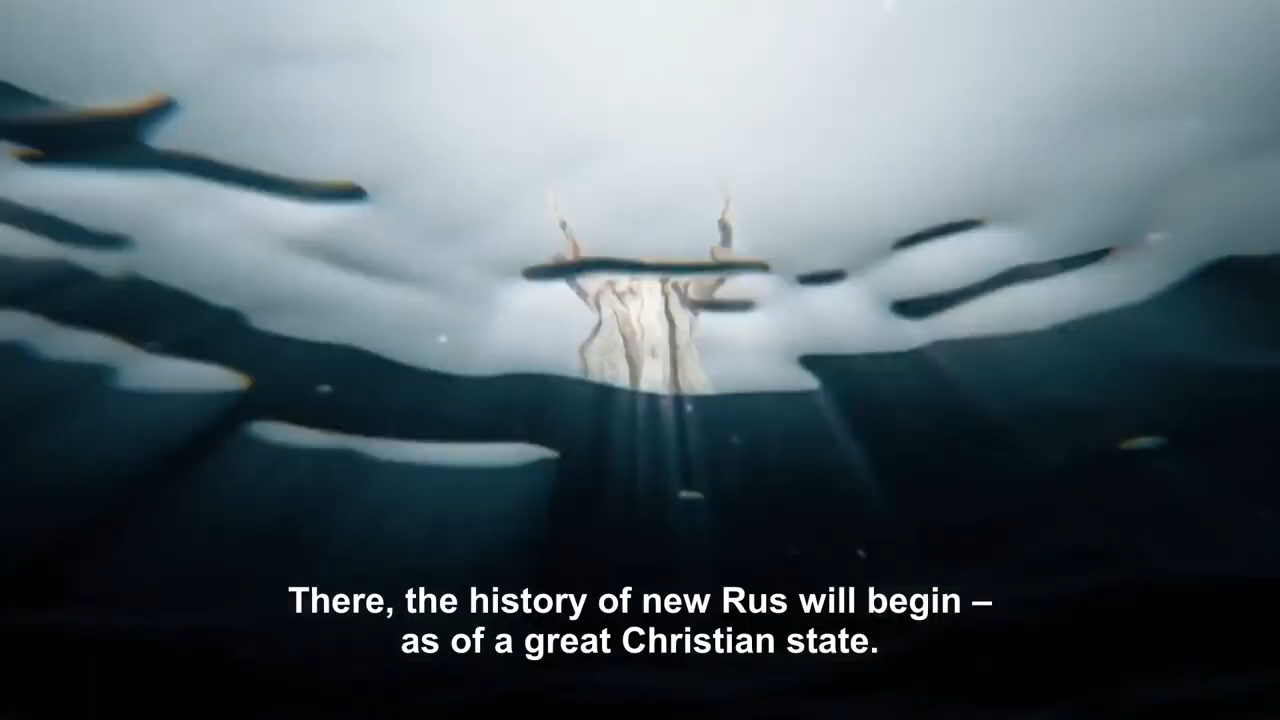 There, the history of new Rus will begin –
as of a great Christian state.